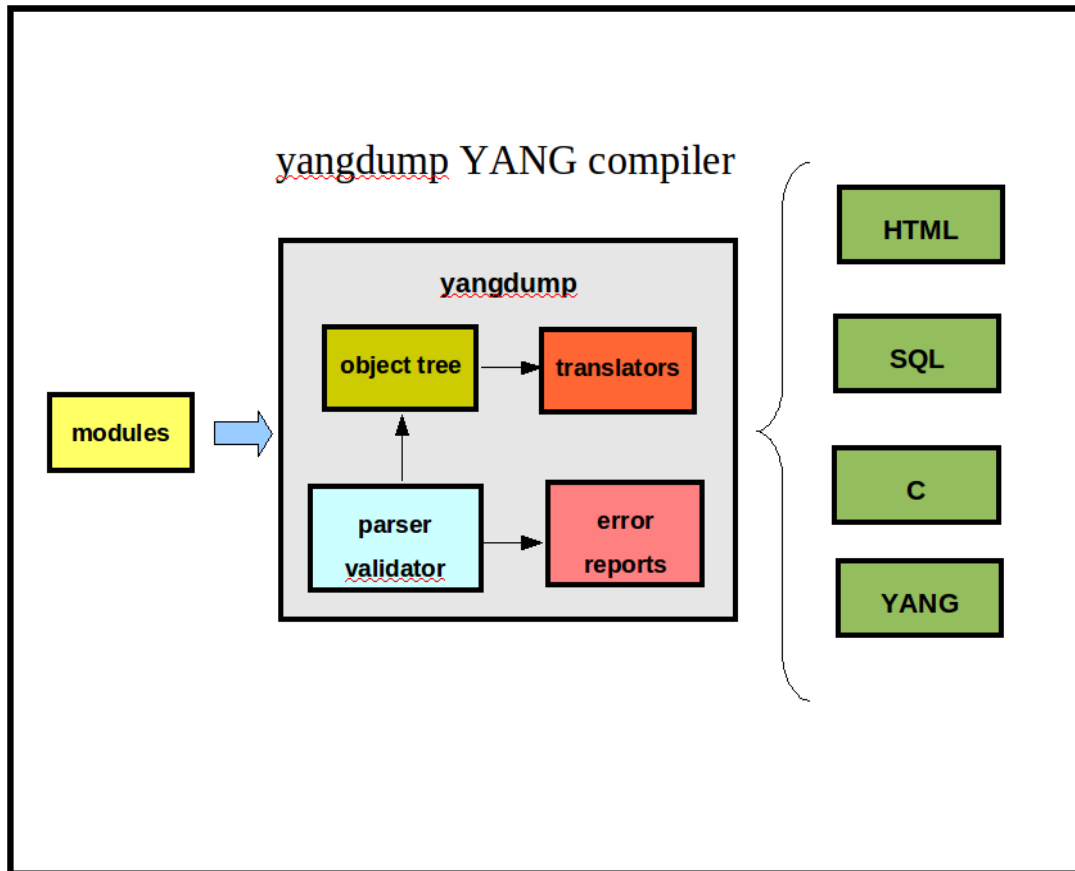 yangdump YANG compiler
yangdump
object tree
translators
modules
parser
validator
error
reports
HTML
SQL
C
YANG